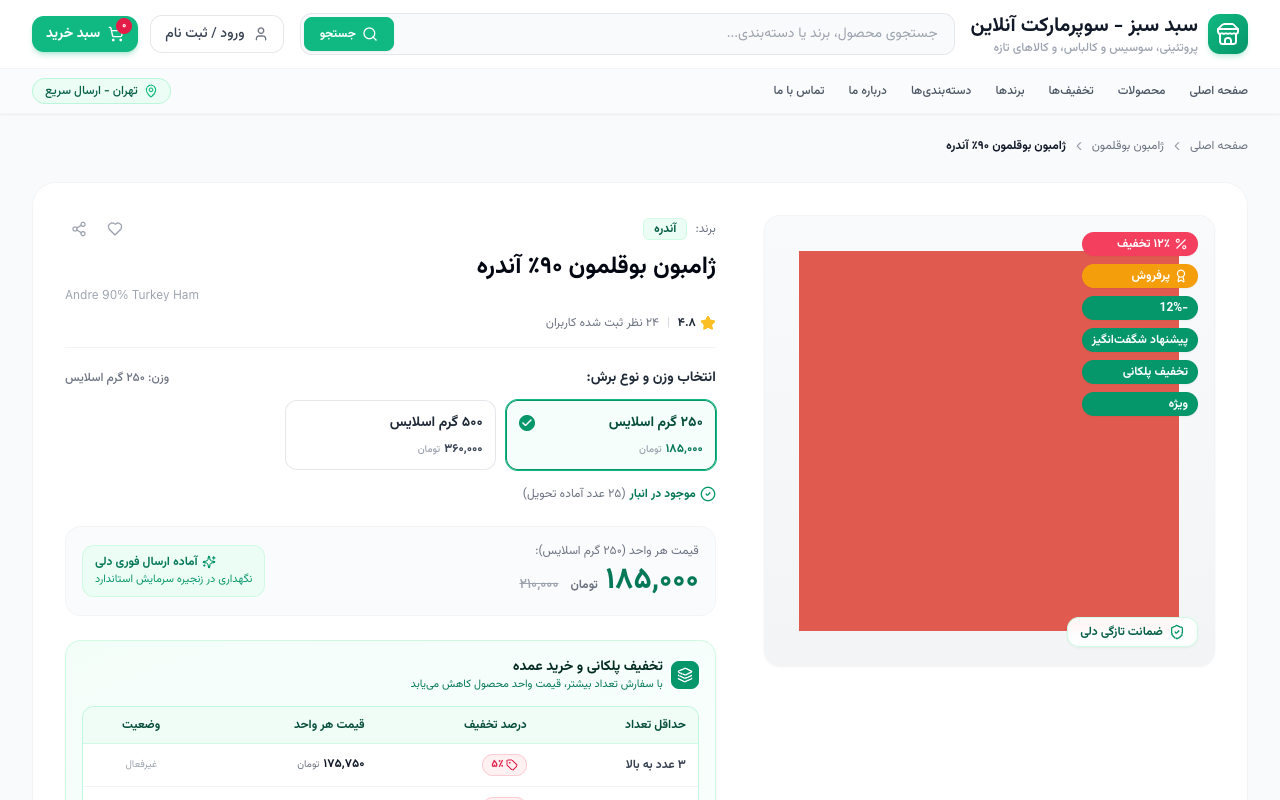 سبد سبز - سوپرمارکت آنلاین
پروتئینی، سوسیس و کالباس، و کالاهای تازه
جستجوی محصول، برند یا دسته‌بندی...
جستجو
ورود / ثبت نام
سبد خرید
۰
صفحه اصلی
محصولات
تخفیف‌ها
برندها
دسته‌بندی‌ها
درباره ما
تماس با ما
تهران - ارسال سریع
صفحه اصلی
ژامبون بوقلمون
ژامبون بوقلمون ۹۰٪ آندره
۱۲٪ تخفیف
پرفروش
-12%
پیشنهاد شگفت‌انگیز
تخفیف پلکانی
ویژه
ضمانت تازگی دلی
برند: آندره
ژامبون بوقلمون ۹۰٪ آندره
Andre 90% Turkey Ham
۴.۸ | ۲۴ نظر ثبت شده کاربران
انتخاب وزن و نوع برش:
وزن: ۲۵۰ گرم اسلایس
۲۵۰ گرم اسلایس
۱۸۵,۰۰۰ تومان
۵۰۰ گرم اسلایس
۳۶۰,۰۰۰ تومان
موجود در انبار (۲۵ عدد آماده تحویل)
قیمت هر واحد (۲۵۰ گرم اسلایس):
۱۸۵,۰۰۰ تومان ۲۱۰,۰۰۰
آماده ارسال فوری دلی
نگهداری در زنجیره سرمایش استاندارد
تخفیف پلکانی و خرید عمده
با سفارش تعداد بیشتر، قیمت واحد محصول کاهش می‌یابد
حداقل تعداد درصد تخفیف قیمت هر واحد وضعیت
۳ عدد به بالا ۵٪ ۱۷۵,۷۵۰ تومان غیرفعال